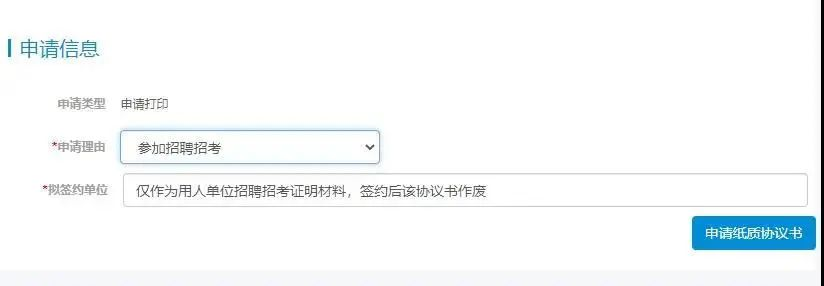 申请信息
申请类型 申请打印
*申请理由 参加招聘招考
*拟签约单位 仅作为用人单位招聘招考证明材料，签约后该协议书作废
申请纸质协议书